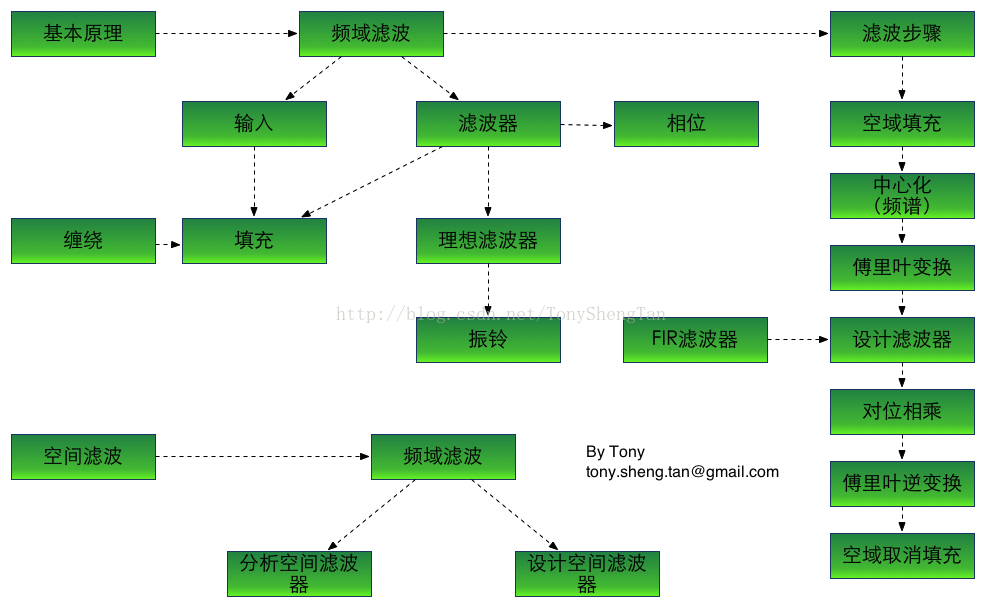 基本原理
频域滤波
滤波步骤
输入
滤波器
相位
空域填充
中心化
（频谱）
缠绕
填充
理想滤波器
傅里叶变换
http://blog.csdn.net/TonyShengTan
振铃
FIR滤波器
设计滤波器
对位相乘
空间滤波
频域滤波
By Tony
tony.sheng.tan@gmail.com
傅里叶逆变换
分析空间滤波
器
设计空间滤波
器
空域取消填充